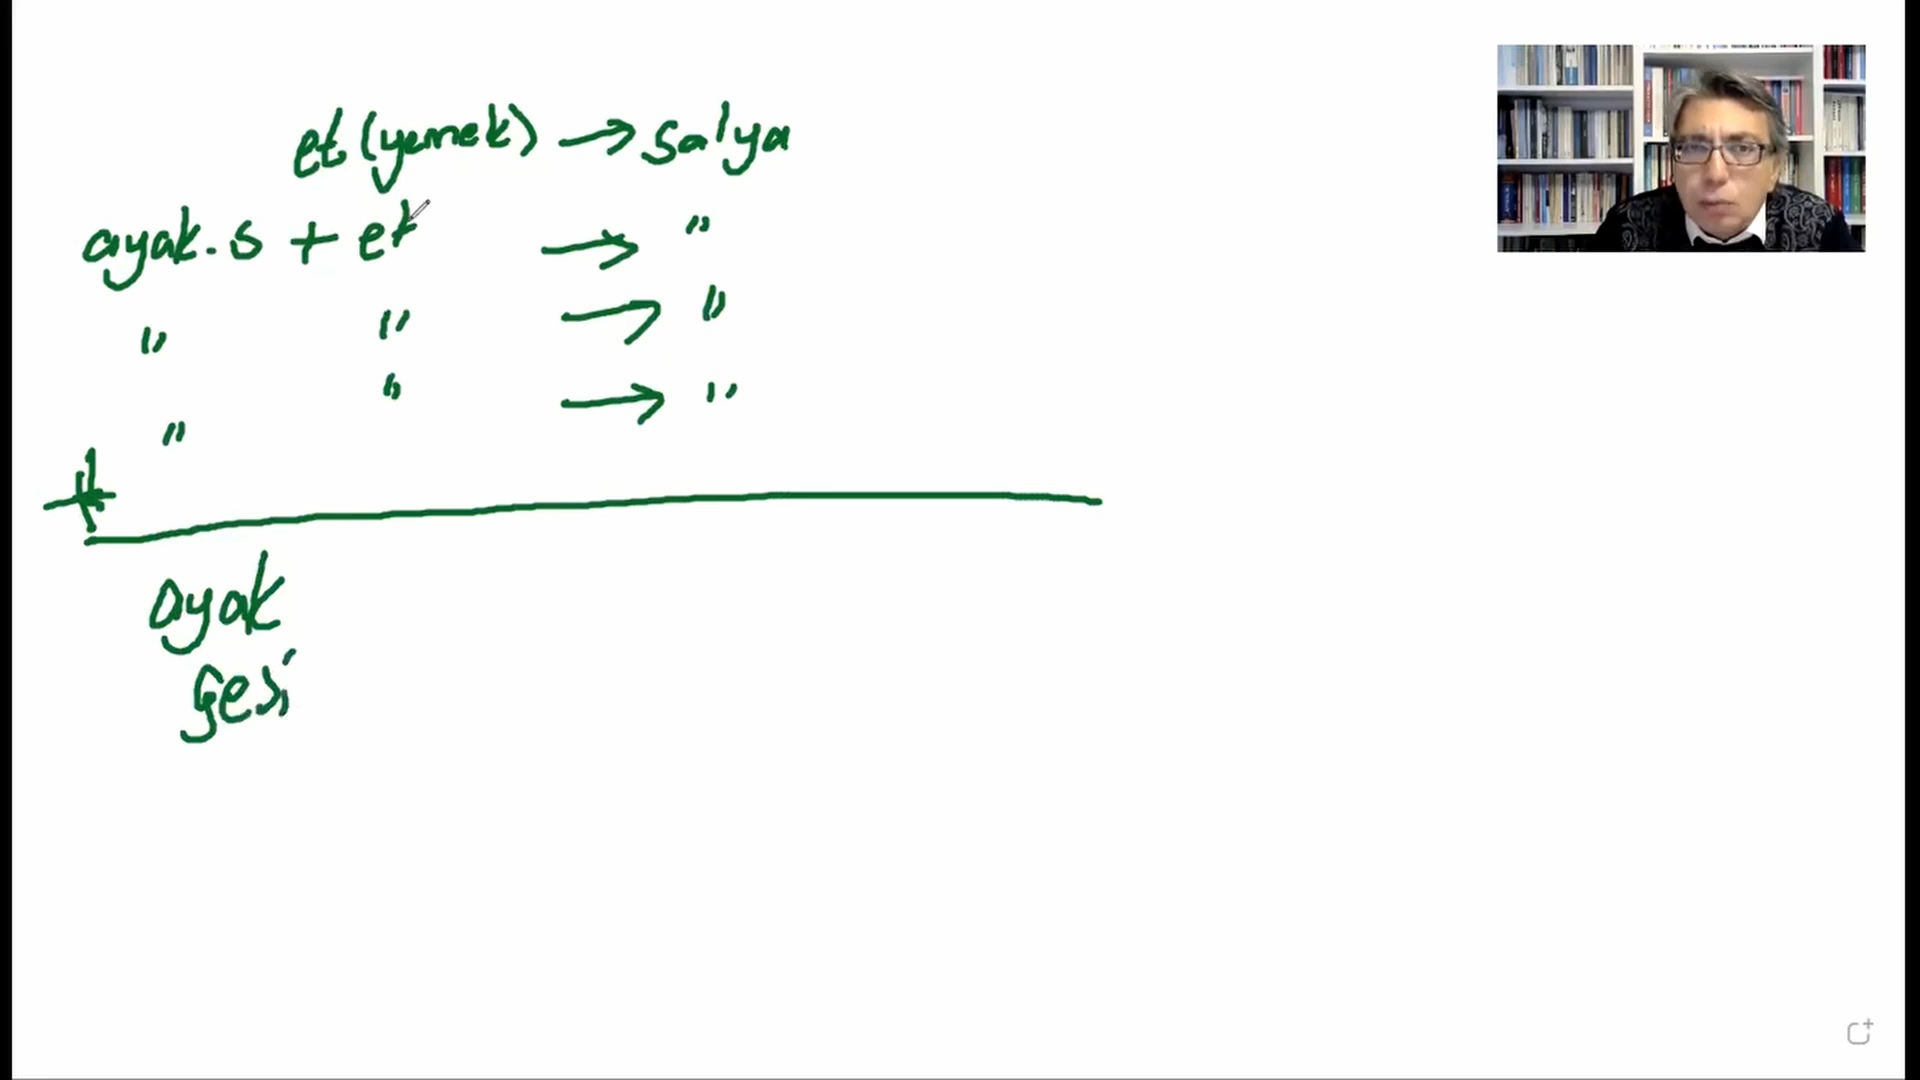 et (yemek) → salya
ayak. s + et → "
" " → "
" " → "
ayak
sesi